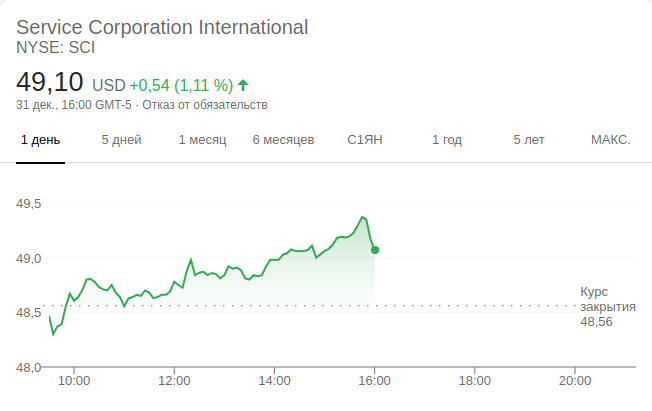 Service Corporation International
NYSE: SCI
49,10 USD +0,54 (1,11 %)
31 дек., 16:00 GMT-5 · Отказ от обязательств
1 день 5 дней 1 месяц 6 месяцев С1ЯН 1 год 5 лет МАКС.
49,5
49,0
48,5
48,0
Курс
закрытия
48,56
10:00 12:00 14:00 16:00 18:00 20:00